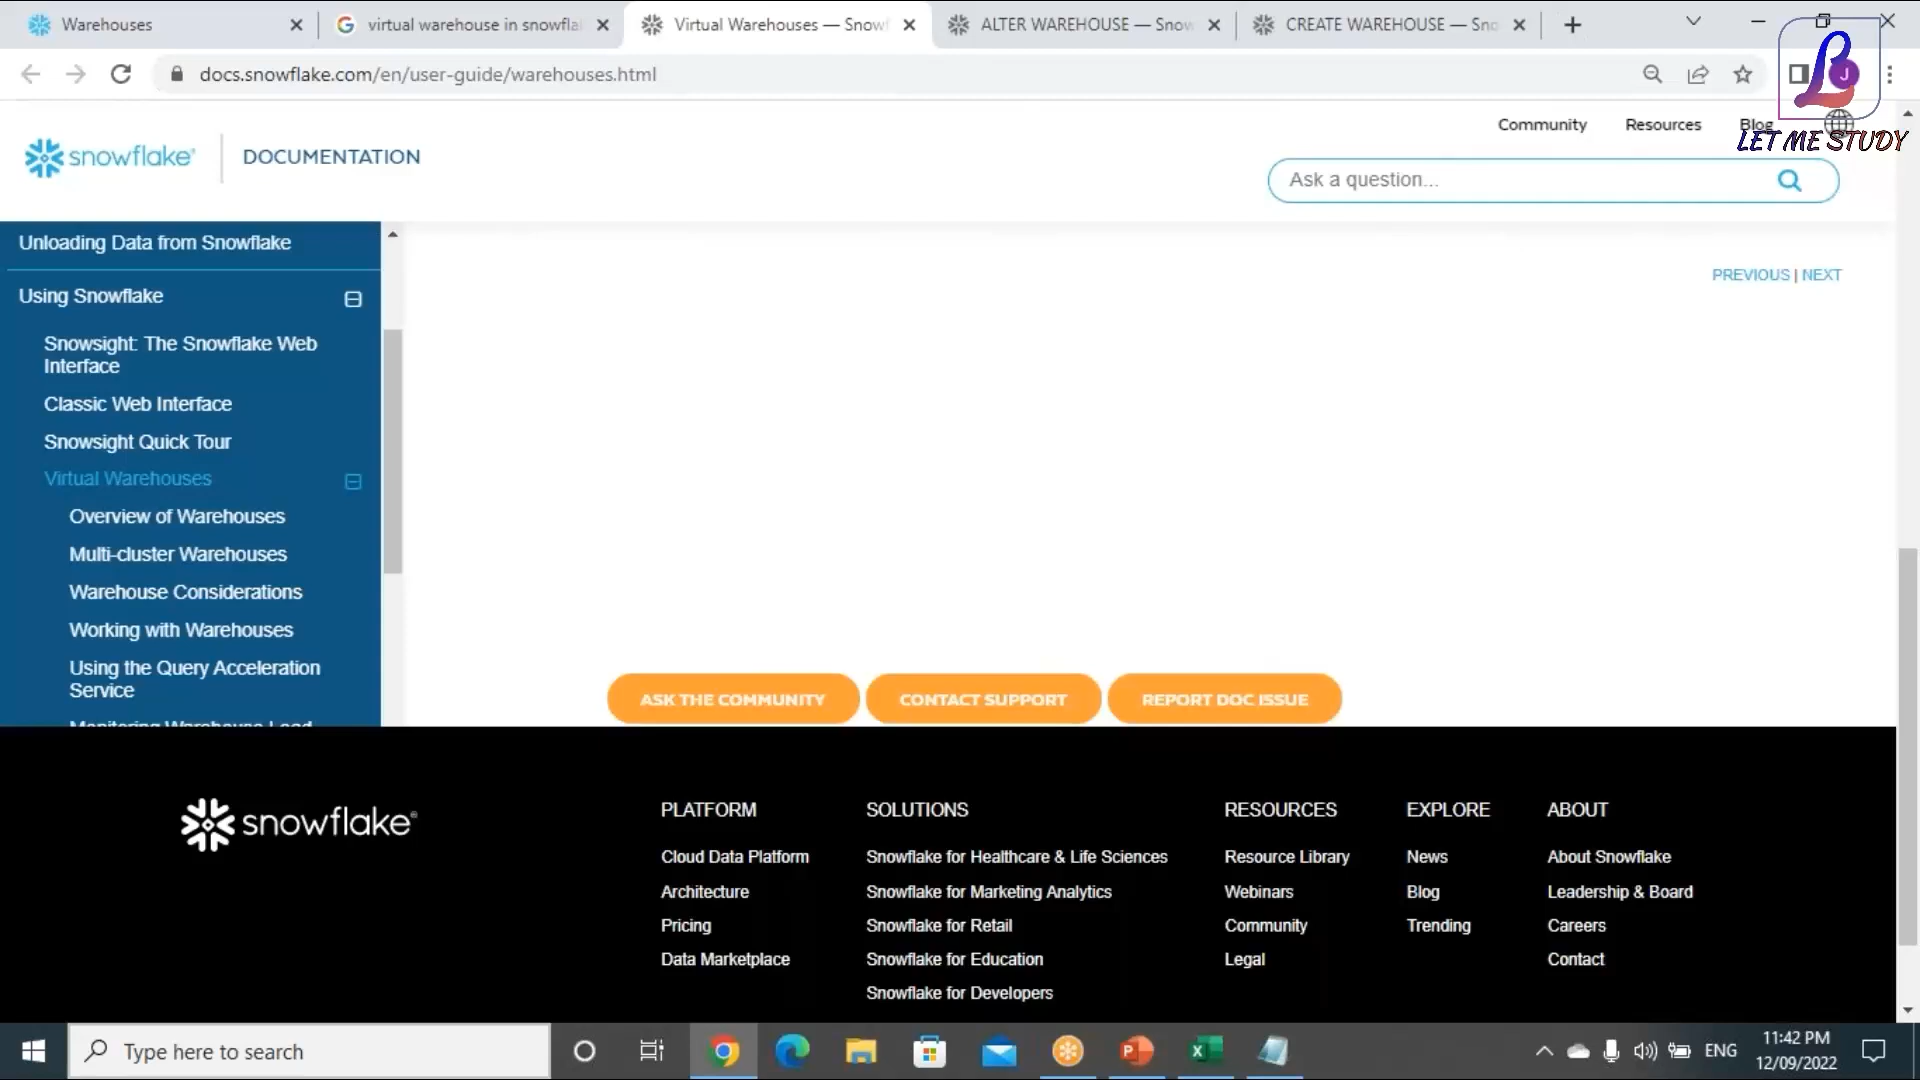 Warehouses
virtual warehouse in snowfla
Virtual Warehouses — Snowf
ALTER WAREHOUSE — Snow
CREATE WAREHOUSE — Sno
docs.snowflake.com/en/user-guide/warehouses.html
J
LET ME STUDY
snowflake
DOCUMENTATION
Community
Resources
Blog
Ask a question...
Unloading Data from Snowflake
Using Snowflake
Snowsight: The Snowflake Web
Interface
Classic Web Interface
Snowsight Quick Tour
Virtual Warehouses
Overview of Warehouses
Multi-cluster Warehouses
Warehouse Considerations
Working with Warehouses
Using the Query Acceleration
Service
Monitoring Warehouse Load
PREVIOUS | NEXT
ASK THE COMMUNITY
CONTACT SUPPORT
REPORT DOC ISSUE
snowflake
PLATFORM
Cloud Data Platform
Architecture
Pricing
Data Marketplace
SOLUTIONS
Snowflake for Healthcare & Life Sciences
Snowflake for Marketing Analytics
Snowflake for Retail
Snowflake for Education
Snowflake for Developers
RESOURCES
Resource Library
Webinars
Community
Legal
EXPLORE
News
Blog
Trending
ABOUT
About Snowflake
Leadership & Board
Careers
Contact
Type here to search
ENG
11:42 PM
12/09/2022